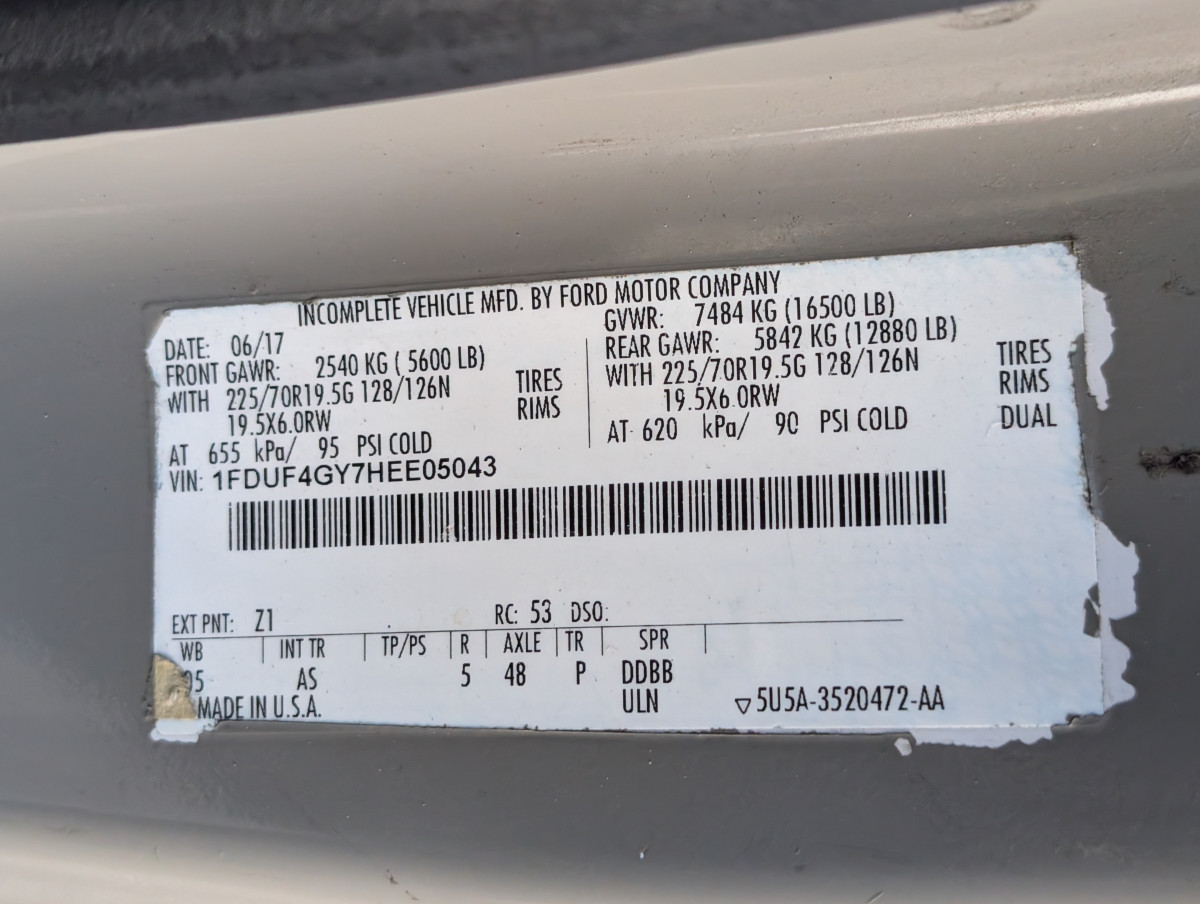 INCOMPLETE VEHICLE MFD. BY FORD MOTOR COMPANY
DATE: 06/17
GVWR: 7484 KG (16500 LB)
FRONT GAWR: 2540 KG ( 5600 LB)
REAR GAWR: 5842 KG (12880 LB)
WITH 225/70R19.5G 128/126N TIRES
WITH 225/70R19.5G 128/126N TIRES
19.5X6.0RW RIMS
19.5X6.0RW RIMS
AT 655 kPa/ 95 PSI COLD
AT 620 kPa/ 90 PSI COLD DUAL
VIN: 1FDUF4GY7HEE05043
EXT PNT: Z1 RC: 53 DSO:
WB INT TR TP/PS R AXLE TR SPR
AS 5 48 P DDBB
MADE IN U.S.A. ULN 5U5A-3520472-AA